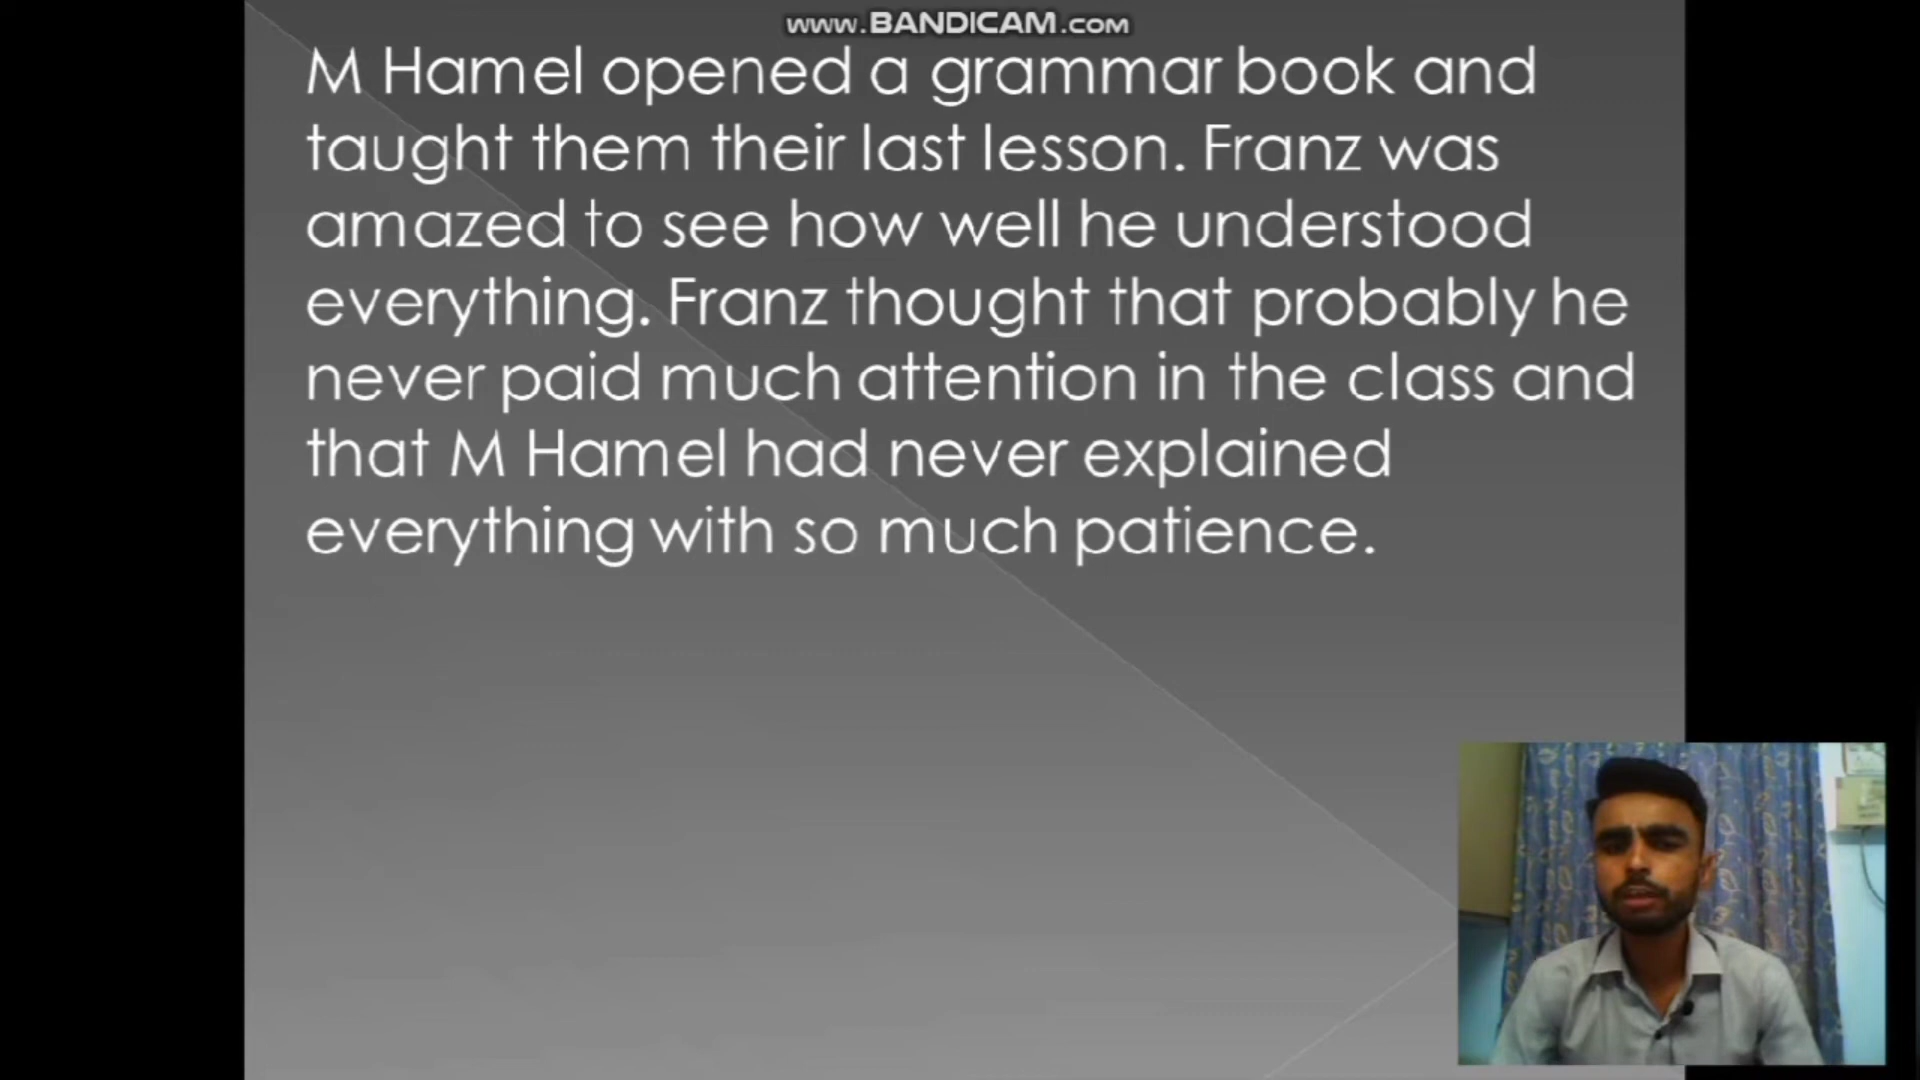 www.BANDICAM.com
M Hamel opened a grammar book and
taught them their last lesson. Franz was
amazed to see how well he understood
everything. Franz thought that probably he
never paid much attention in the class and
that M Hamel had never explained
everything with so much patience.